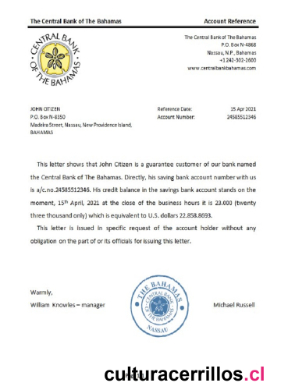 The Central Bank of The Bahamas Account Reference
CENTRAL BANK
OF THE BAHAMAS
The Central Bank of The Bahamas
P.O. Box N-4868
Nassau, N.P., Bahamas
www.centralbankbahamas.com
JOHN CITIZEN
P.O. Box N-8350
Madeira Street, Nassau, New Providence Island,
BAHAMAS
Reference Date: 15 Apr 2021
Account Number: 24565512346
This letter shows that John Citizen is a guarantee customer of our bank named
the Central Bank of The Bahamas. Directly, his saving bank account number with us
is a/c.no.24565512346. His credit balance in the savings bank account stands on the
moment, 15th April, 2021 at the close of the business hours it is 23.000 (twenty
three thousand only) which is equivalent to U.S. dollars 22.858.8693.
This letter is issued in specific request of the account holder without any
obligation on the part of or its officials for issuing this letter.
Warmly,
William Knowles – manager
Michael Russell
THE BAHAMAS
NASSAU
culturacerrillos.cl